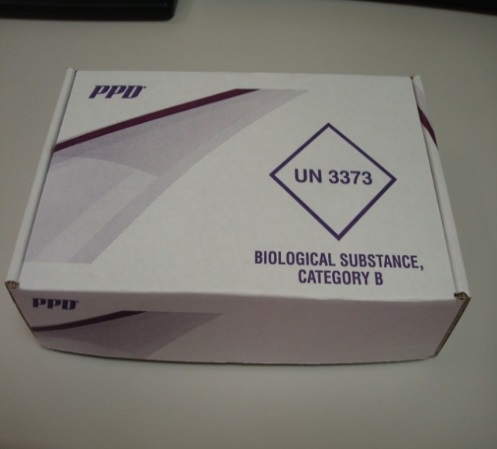 PPD
UN 3373
BIOLOGICAL SUBSTANCE,
CATEGORY B
PPD